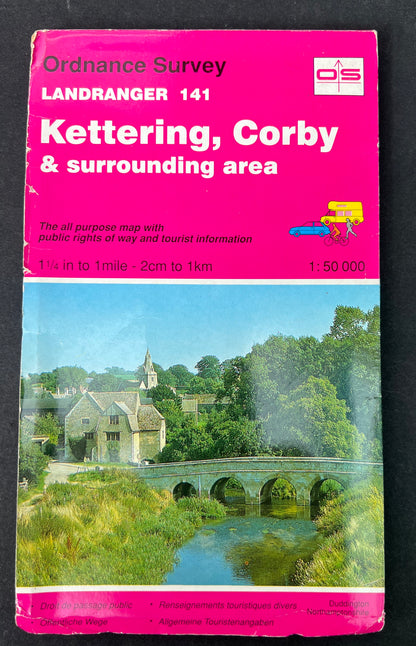 Ordnance Survey
OS
LANDRANGER 141
Kettering, Corby
& surrounding area
The all purpose map with
public rights of way and tourist information
1¼ in to 1mile - 2cm to 1km 1:50 000
• Droit de passage public • Renseignements touristiques divers Duddington
Northamptonshire
• Öffentliche Wege • Allgemeine Touristenangaben